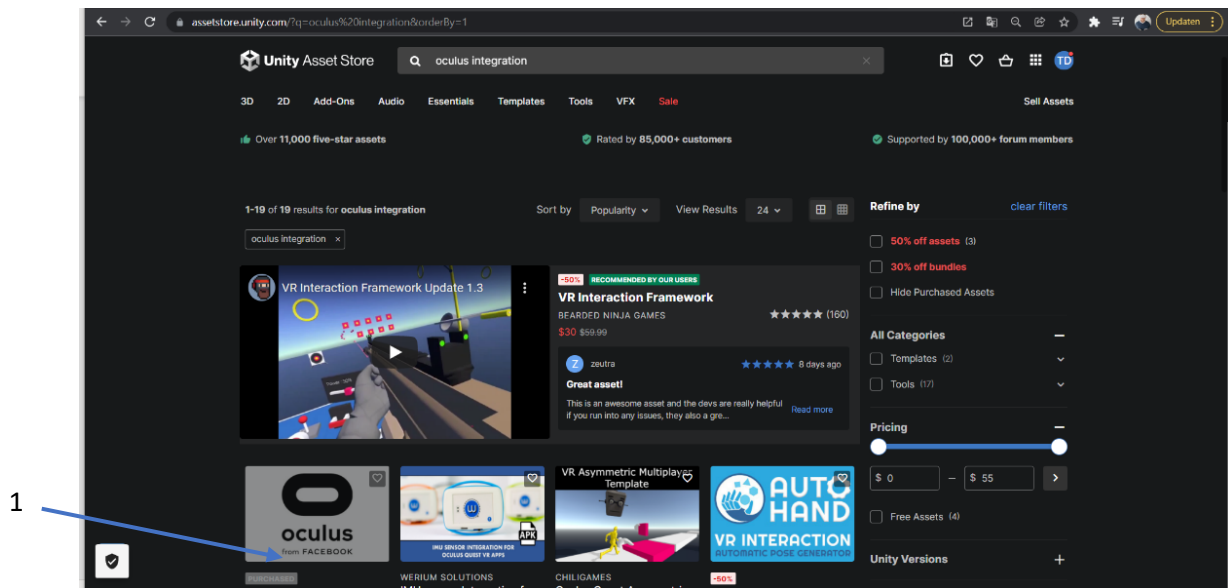 assetstore.unity.com/?q=oculus%20integration&orderBy=1
Updaten
Unity Asset Store
oculus integration
TD
3D 2D Add-Ons Audio Essentials Templates Tools VFX Sale
Sell Assets
Over 11,000 five-star assets
Rated by 85,000+ customers
Supported by 100,000+ forum members
1-19 of 19 results for oculus integration
Sort by Popularity
View Results 24
oculus integration ×
VR Interaction Framework Update 1.3
-50% RECOMMENDED BY OUR USERS
VR Interaction Framework
BEARDED NINJA GAMES
(160)
$30 $59.99
Z zeutra
8 days ago
Great asset!
This is an awesome asset and the devs are really helpful
if you run into any issues, they also a gre...
Read more
Refine by
clear filters
50% off assets (3)
30% off bundles
Hide Purchased Assets
All Categories
Templates (2)
Tools (17)
Pricing
$ 0 – $ 55
Free Assets (4)
Unity Versions
1
oculus
from FACEBOOK
PURCHASED
IMU SENSOR INTEGRATION FOR
OCULUS QUEST VR APPS
APK
WERIUM SOLUTIONS
VR Asymmetric Multiplayer
Template
CHILIGAMES
AUTO
HAND
VR INTERACTION
AUTOMATIC POSE GENERATOR
-50%